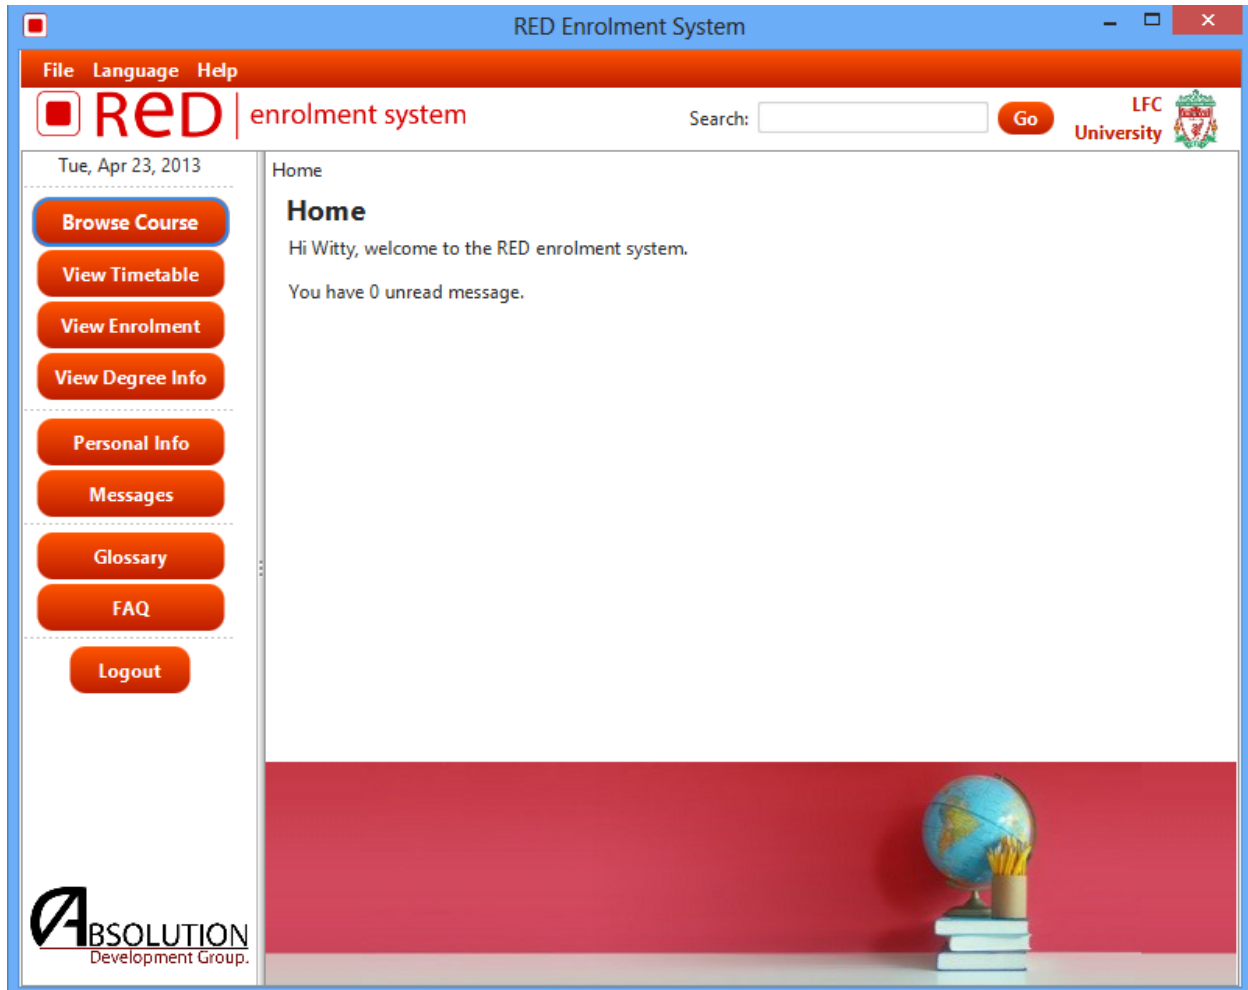 RED Enrolment System
File Language Help
ReD enrolment system
Search:
Go
LFC
University
Tue, Apr 23, 2013
Browse Course
View Timetable
View Enrolment
View Degree Info
Personal Info
Messages
Glossary
FAQ
Logout
ABSOLUTION
Development Group.
Home
Home
Hi Witty, welcome to the RED enrolment system.
You have 0 unread message.